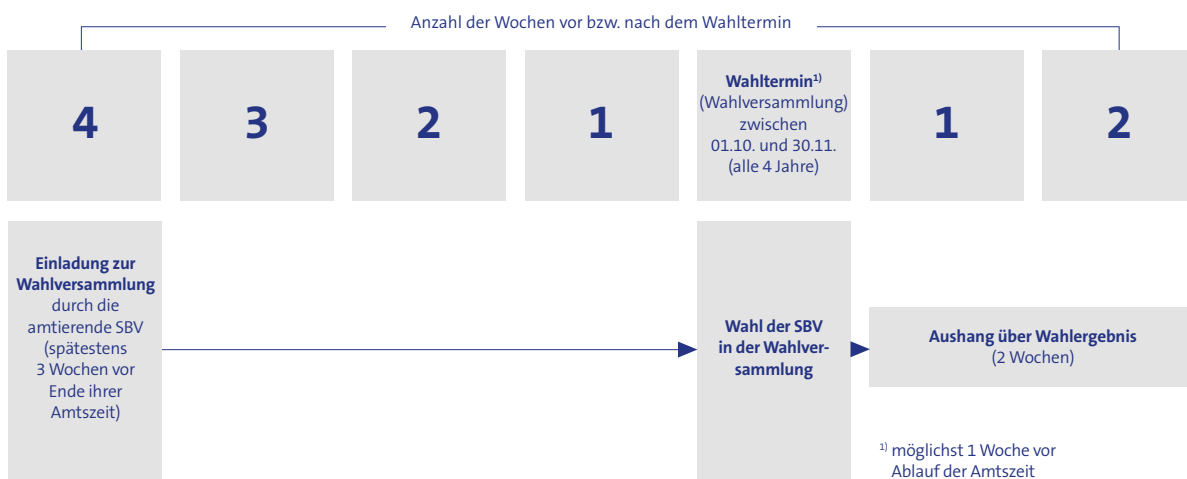 Anzahl der Wochen vor bzw. nach dem Wahltermin
4
3
2
1
Wahltermin¹⁾
(Wahlversammlung)
zwischen
01.10. und 30.11.
(alle 4 Jahre)
1
2
Einladung zur
Wahlversammlung
durch die
amtierende SBV
(spätestens
3 Wochen vor
Ende ihrer
Amtszeit)
Wahl der SBV
in der Wahlver-
sammlung
Aushang über Wahlergebnis
(2 Wochen)
¹⁾ möglichst 1 Woche vor
Ablauf der Amtszeit